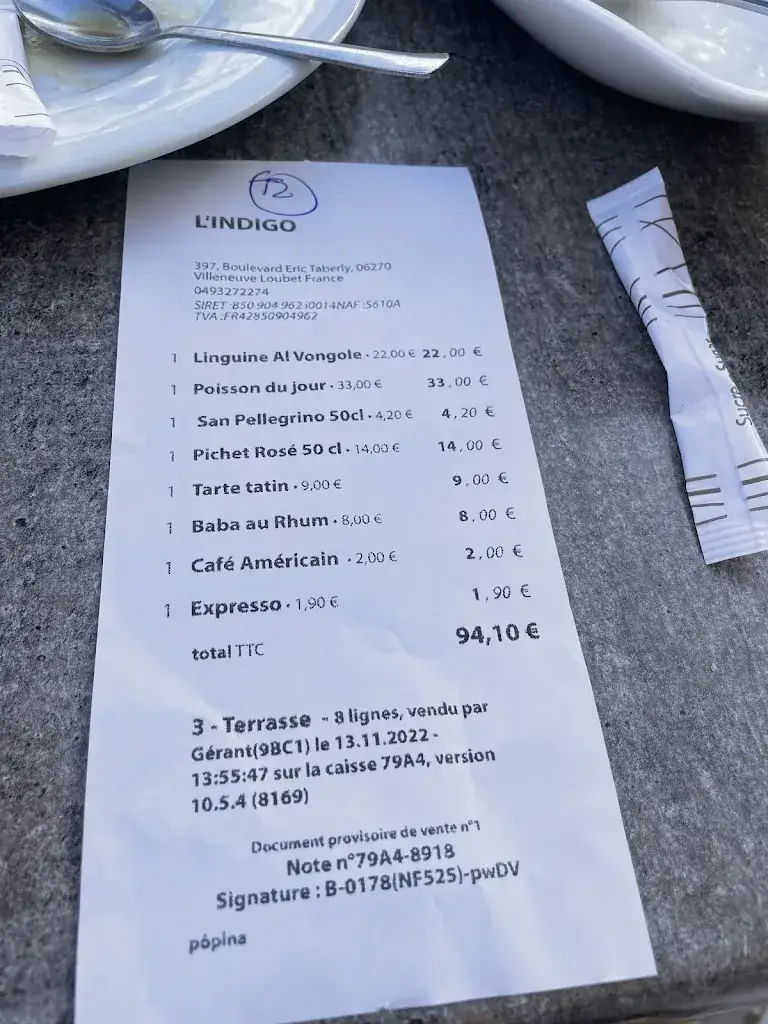 L'INDIGO
397, Boulevard Eric Taberly, 06270
Villeneuve Loubet France
0493272274
SIRET :850 904 962 i0014NAF :5610A
TVA :FR42850904962
1 Linguine Al Vongole · 22,00 € 22,00 €
1 Poisson du jour · 33,00 € 33,00 €
1 San Pellegrino 50cl · 4,20 € 4,20 €
1 Pichet Rosé 50 cl · 14,00 € 14,00 €
1 Tarte tatin · 9,00 € 9,00 €
1 Baba au Rhum · 8,00 € 8,00 €
1 Café Américain · 2,00 € 2,00 €
1 Expresso · 1,90 € 1,90 €
total TTC 94,10 €
3 - Terrasse - 8 lignes, vendu par
Gérant(9BC1) le 13.11.2022 -
13:55:47 sur la caisse 79A4, version
10.5.4 (8169)
Document provisoire de vente n°1
Note n°79A4-8918
Signature : B-0178(NF525)-pwDV
pôpina
Sucre